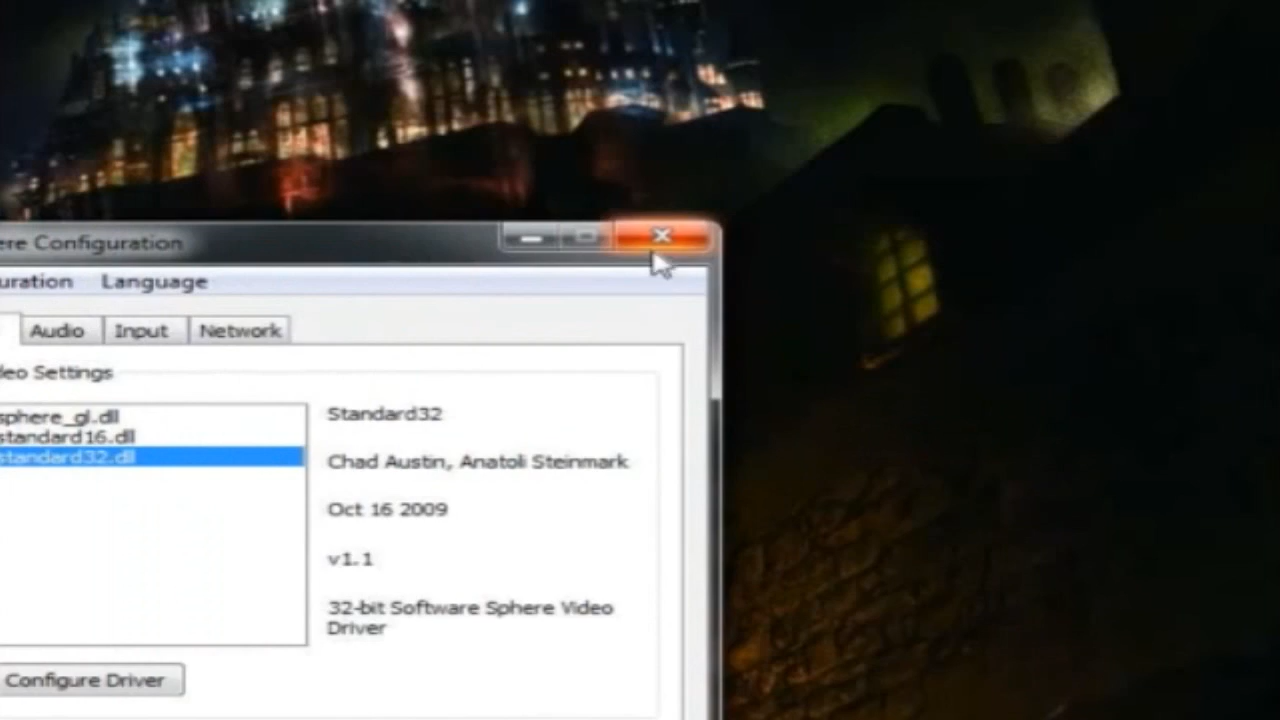 ere Configuration
uration Language
Audio Input Network
deo Settings
sphere_gl.dll
standard16.dll
standard32.dll
Standard32
Chad Austin, Anatoli Steinmark
Oct 16 2009
v1.1
32-bit Software Sphere Video
Driver
Configure Driver